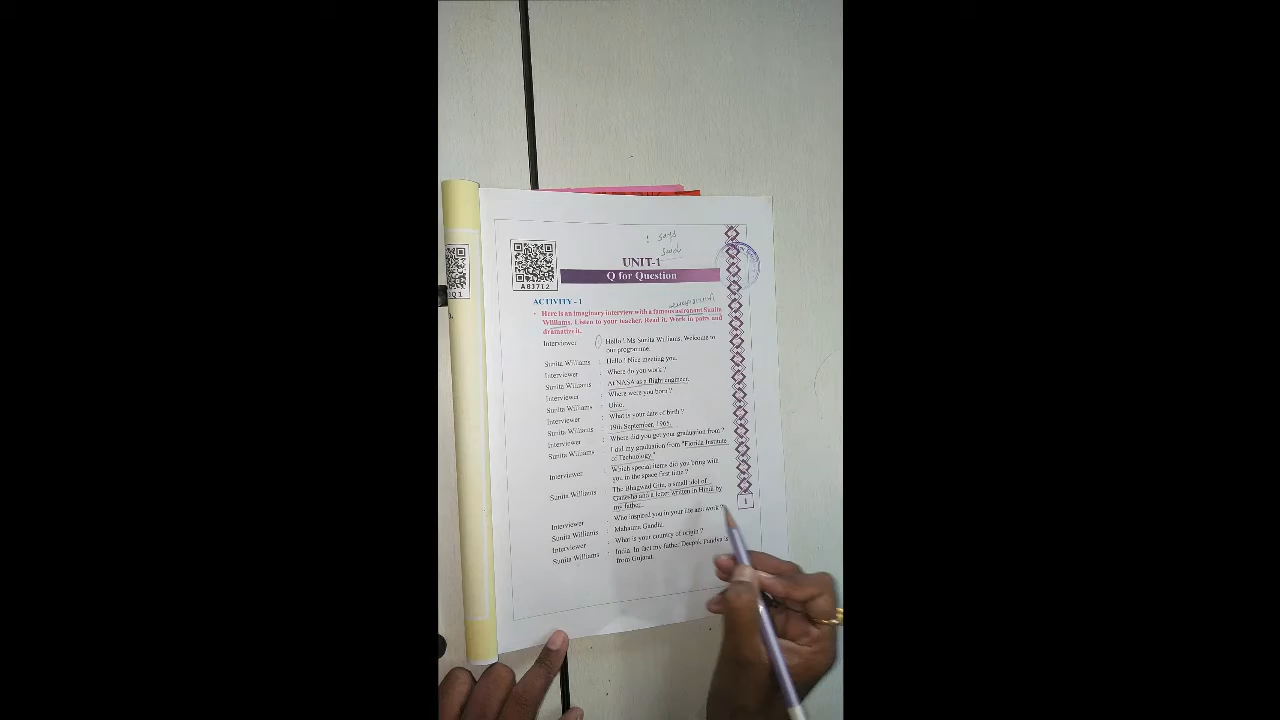 ! says
said
UNIT-1
Q for Question
A8J7T2
ACTIVITY - 1
• Here is an imaginary interview with a famous astronaut Sunita
Williams. Listen to your teacher. Read it. Work in pairs and
dramatize it.
Interviewer : Hello! Ms Sunita Williams. Welcome to
our programme.
Sunita Williams : Hello! Nice meeting you.
Interviewer : Where do you work ?
Sunita Williams : At NASA as a flight engineer.
Interviewer : Where were you born ?
Sunita Williams : Ohio.
Interviewer : What is your date of birth ?
Sunita Williams : 19th September, 1965.
Interviewer : Where did you get your graduation from ?
Sunita Williams : I did my graduation from "Florida Institute
of Technology."
Interviewer : Which special items did you bring with
you in the space first time ?
Sunita Williams : The Bhagwad Gita, a small idol of
Ganesha and a letter written in Hindi by
my father.
Interviewer : Who inspired you in your life and work ?
Sunita Williams : Mahatma Gandhi.
Interviewer : What is your country of origin ?
Sunita Williams : India. In fact my father Deepak Pandya is
from Gujarat.
1